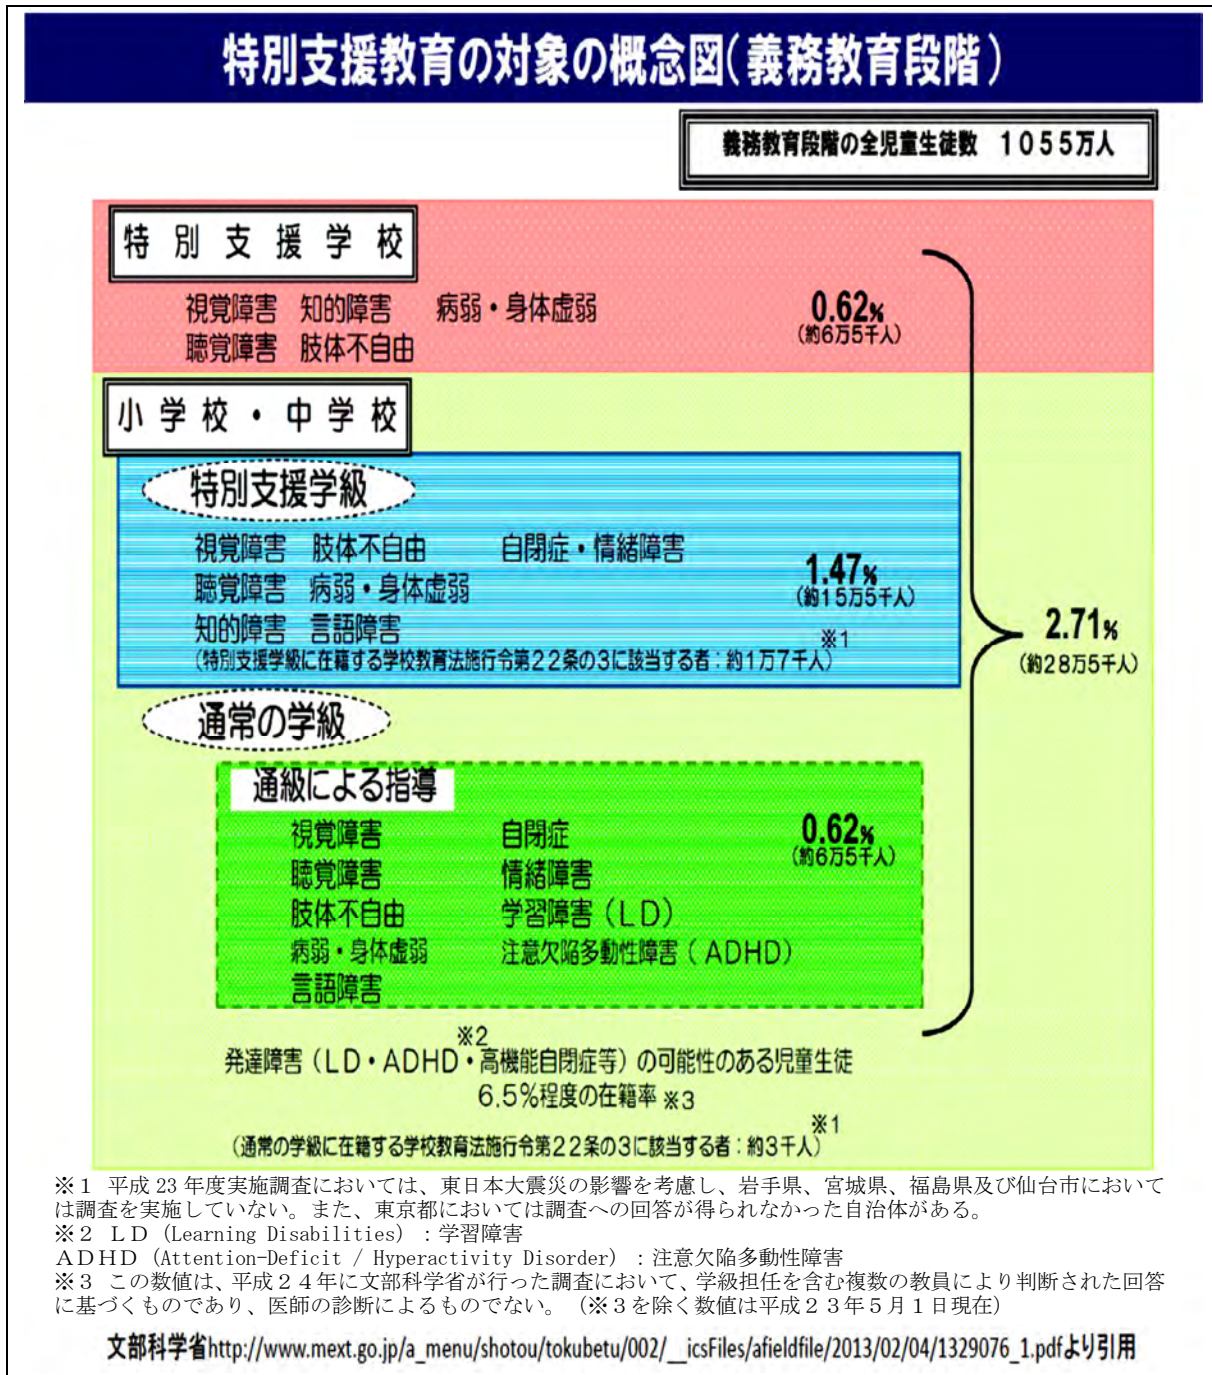 特別支援教育の対象の概念図(義務教育段階)
義務教育段階の全児童生徒数 1055万人
特別支援学校
視覚障害 知的障害 病弱・身体虚弱
聴覚障害 肢体不自由
0.62%
(約6万5千人)
小学校・中学校
特別支援学級
視覚障害 肢体不自由 自閉症・情緒障害
聴覚障害 病弱・身体虚弱
知的障害 言語障害
1.47%
(約15万5千人)
(特別支援学級に在籍する学校教育法施行令第22条の3に該当する者:約1万7千人)※1
2.71%
(約28万5千人)
通常の学級
通級による指導
視覚障害 自閉症
聴覚障害 情緒障害
肢体不自由 学習障害(LD)
病弱・身体虚弱 注意欠陥多動性障害(ADHD)
言語障害
0.62%
(約6万5千人)
発達障害(LD・ADHD・高機能自閉症等)の可能性のある児童生徒 ※2
6.5%程度の在籍率 ※3
(通常の学級に在籍する学校教育法施行令第22条の3に該当する者:約3千人)※1
※1 平成23年度実施調査においては、東日本大震災の影響を考慮し、岩手県、宮城県、福島県及び仙台市において
は調査を実施していない。また、東京都においては調査への回答が得られなかった自治体がある。
※2 LD(Learning Disabilities):学習障害
ADHD(Attention-Deficit / Hyperactivity Disorder):注意欠陥多動性障害
※3 この数値は、平成24年に文部科学省が行った調査において、学級担任を含む複数の教員により判断された回答
に基づくものであり、医師の診断によるものでない。(※3を除く数値は平成23年5月1日現在)
文部科学省http://www.mext.go.jp/a_menu/shotou/tokubetu/002/__icsFiles/afieldfile/2013/02/04/1329076_1.pdfより引用